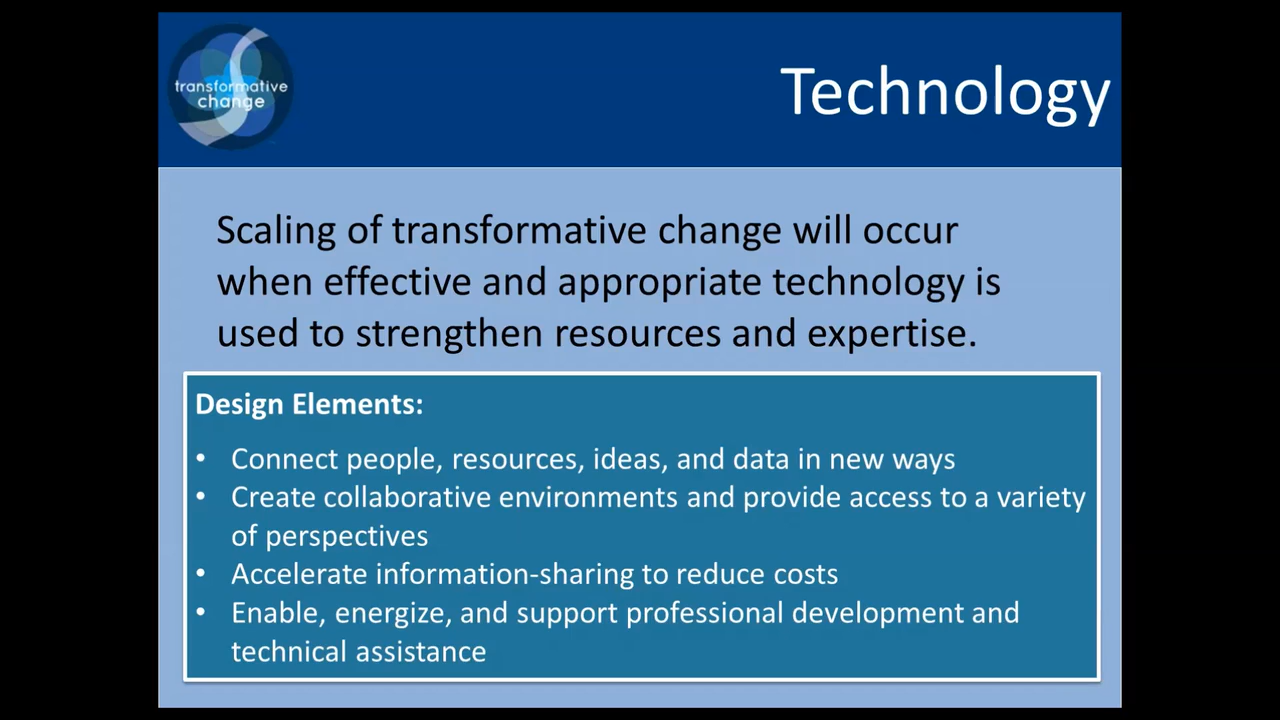 transformative
change
Technology
Scaling of transformative change will occur
when effective and appropriate technology is
used to strengthen resources and expertise.
Design Elements:
• Connect people, resources, ideas, and data in new ways
• Create collaborative environments and provide access to a variety
of perspectives
• Accelerate information-sharing to reduce costs
• Enable, energize, and support professional development and
technical assistance